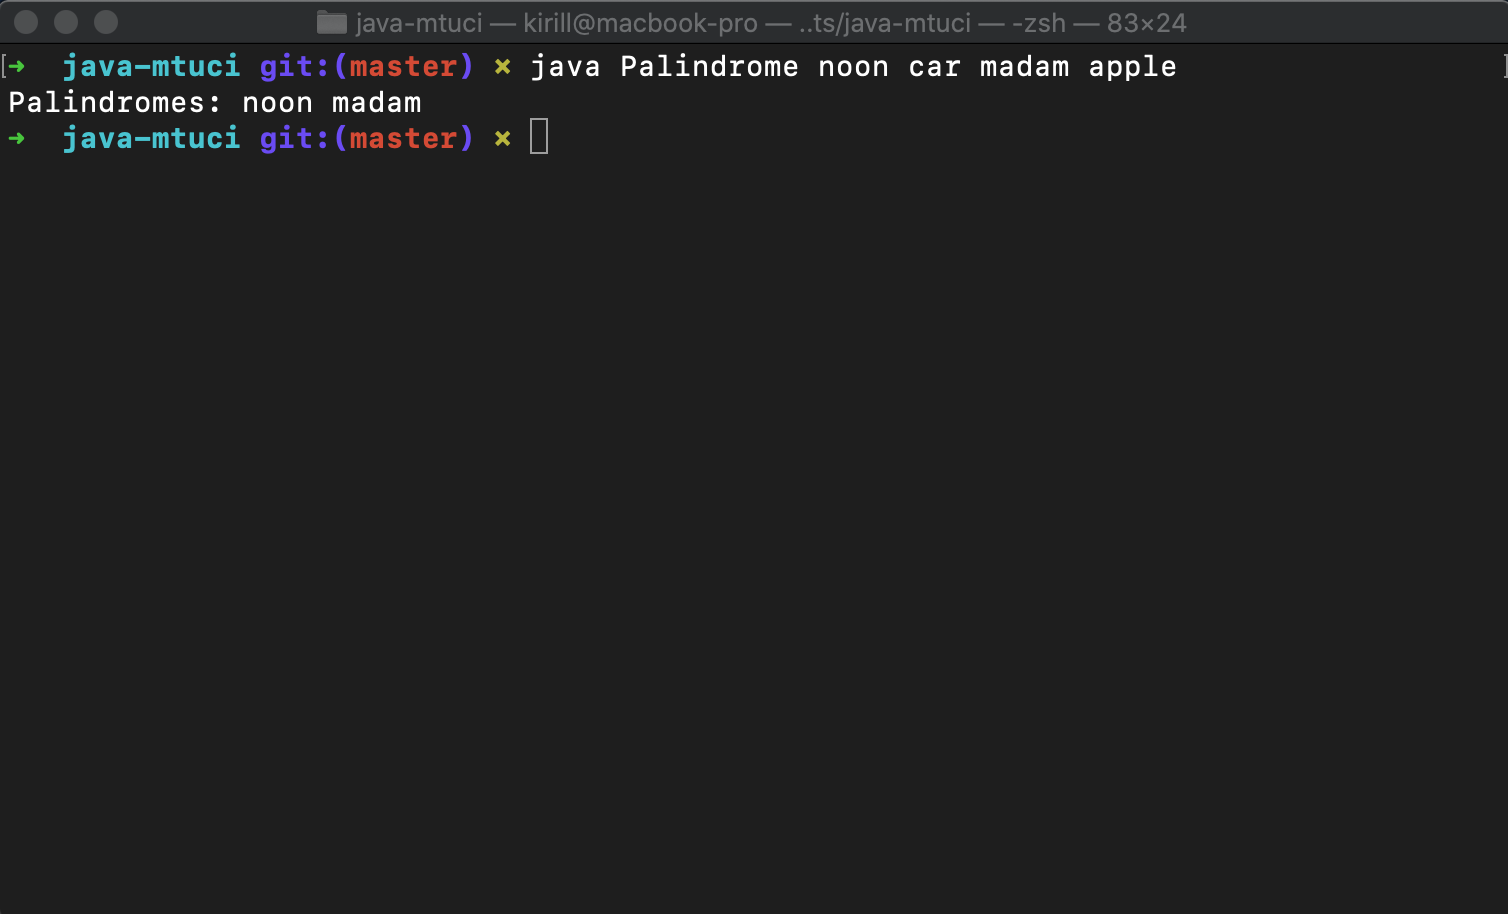 java-mtuci — kirill@macbook-pro — ..ts/java-mtuci — -zsh — 83×24
[➜  java-mtuci git:(master) ✗ java Palindrome noon car madam apple ]
Palindromes: noon madam
➜  java-mtuci git:(master) ✗